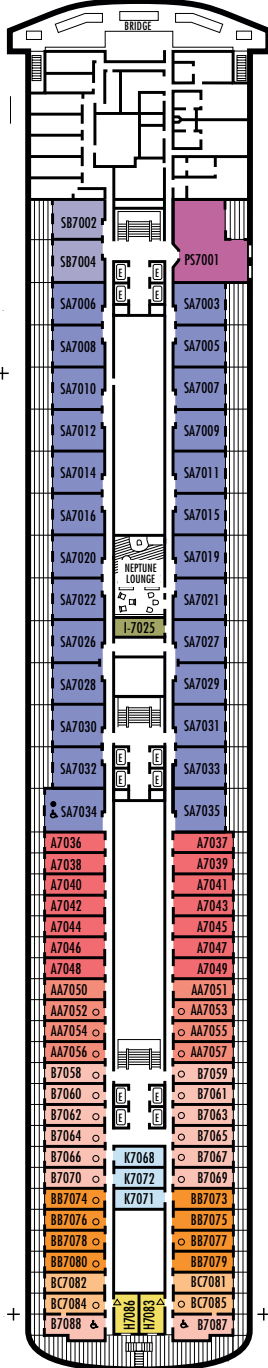 BRIDGE
SB7002
SB7004 E E PS7001
SA7006 E E SA7003
SA7008 SA7005
SA7010 SA7007
SA7012 SA7009
SA7014 SA7011
SA7016 SA7015
SA7020 SA7019
NEPTUNE
LOUNGE
SA7022 SA7021
SA7026 I-7025 SA7027
SA7028 SA7029
SA7030 SA7031
SA7032 E E SA7033
E E
SA7034 SA7035
A7036 A7037
A7038 A7039
A7040 A7041
A7042 A7043
A7044 A7045
A7046 A7047
A7048 A7049
AA7050 AA7051
AA7052 AA7053
AA7054 AA7055
AA7056 AA7057
B7058 B7059
B7060 E E B7061
B7062 E E B7063
B7064 B7065
B7066 K7068 B7067
B7070 K7072 B7069
BB7074 K7071 BB7073
BB7076 BB7075
BB7078 BB7077
BB7080 BB7079
BC7082 BC7081
BC7084 H7086 H7083 BC7085
B7088 B7087